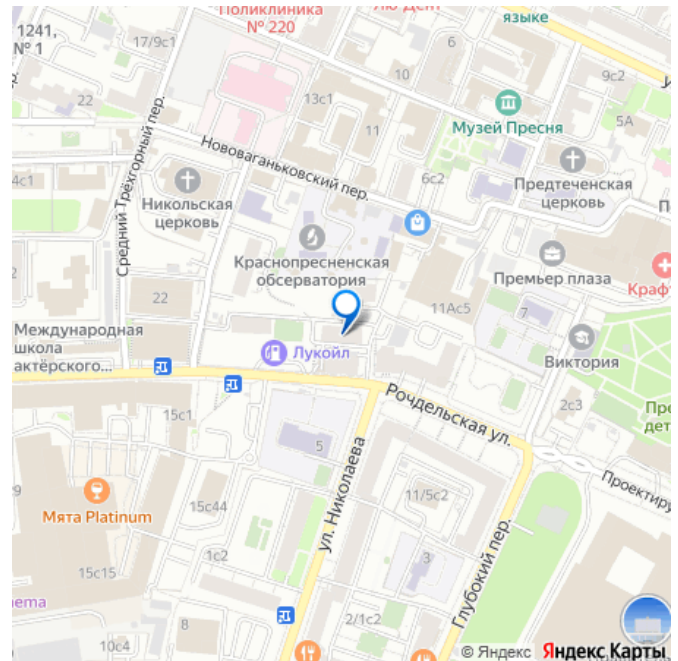 Поликлиника
№ 220
языке
1241,
№ 1
17/9с1
6
10
9с2
22
13с1
11
Музей Пресня
5А
Средний Трёхгорный пер.
Нововаганьковский пер.
6с2
Предтеченская
церковь
4с1
Никольская
церковь
Краснопресненская
обсерватория
Премьер плаза
22
11Ас5
7
Международная
школа
актёрского...
Лукойл
Виктория
2с3
15с1
Рочдельская ул.
5
ул. Николаева
11/5с2
15с44
Мята Platinum
1с2
3
Глубокий пер.
15с15
8
2/1с2
10с4
© Яндекс Яндекс Карты